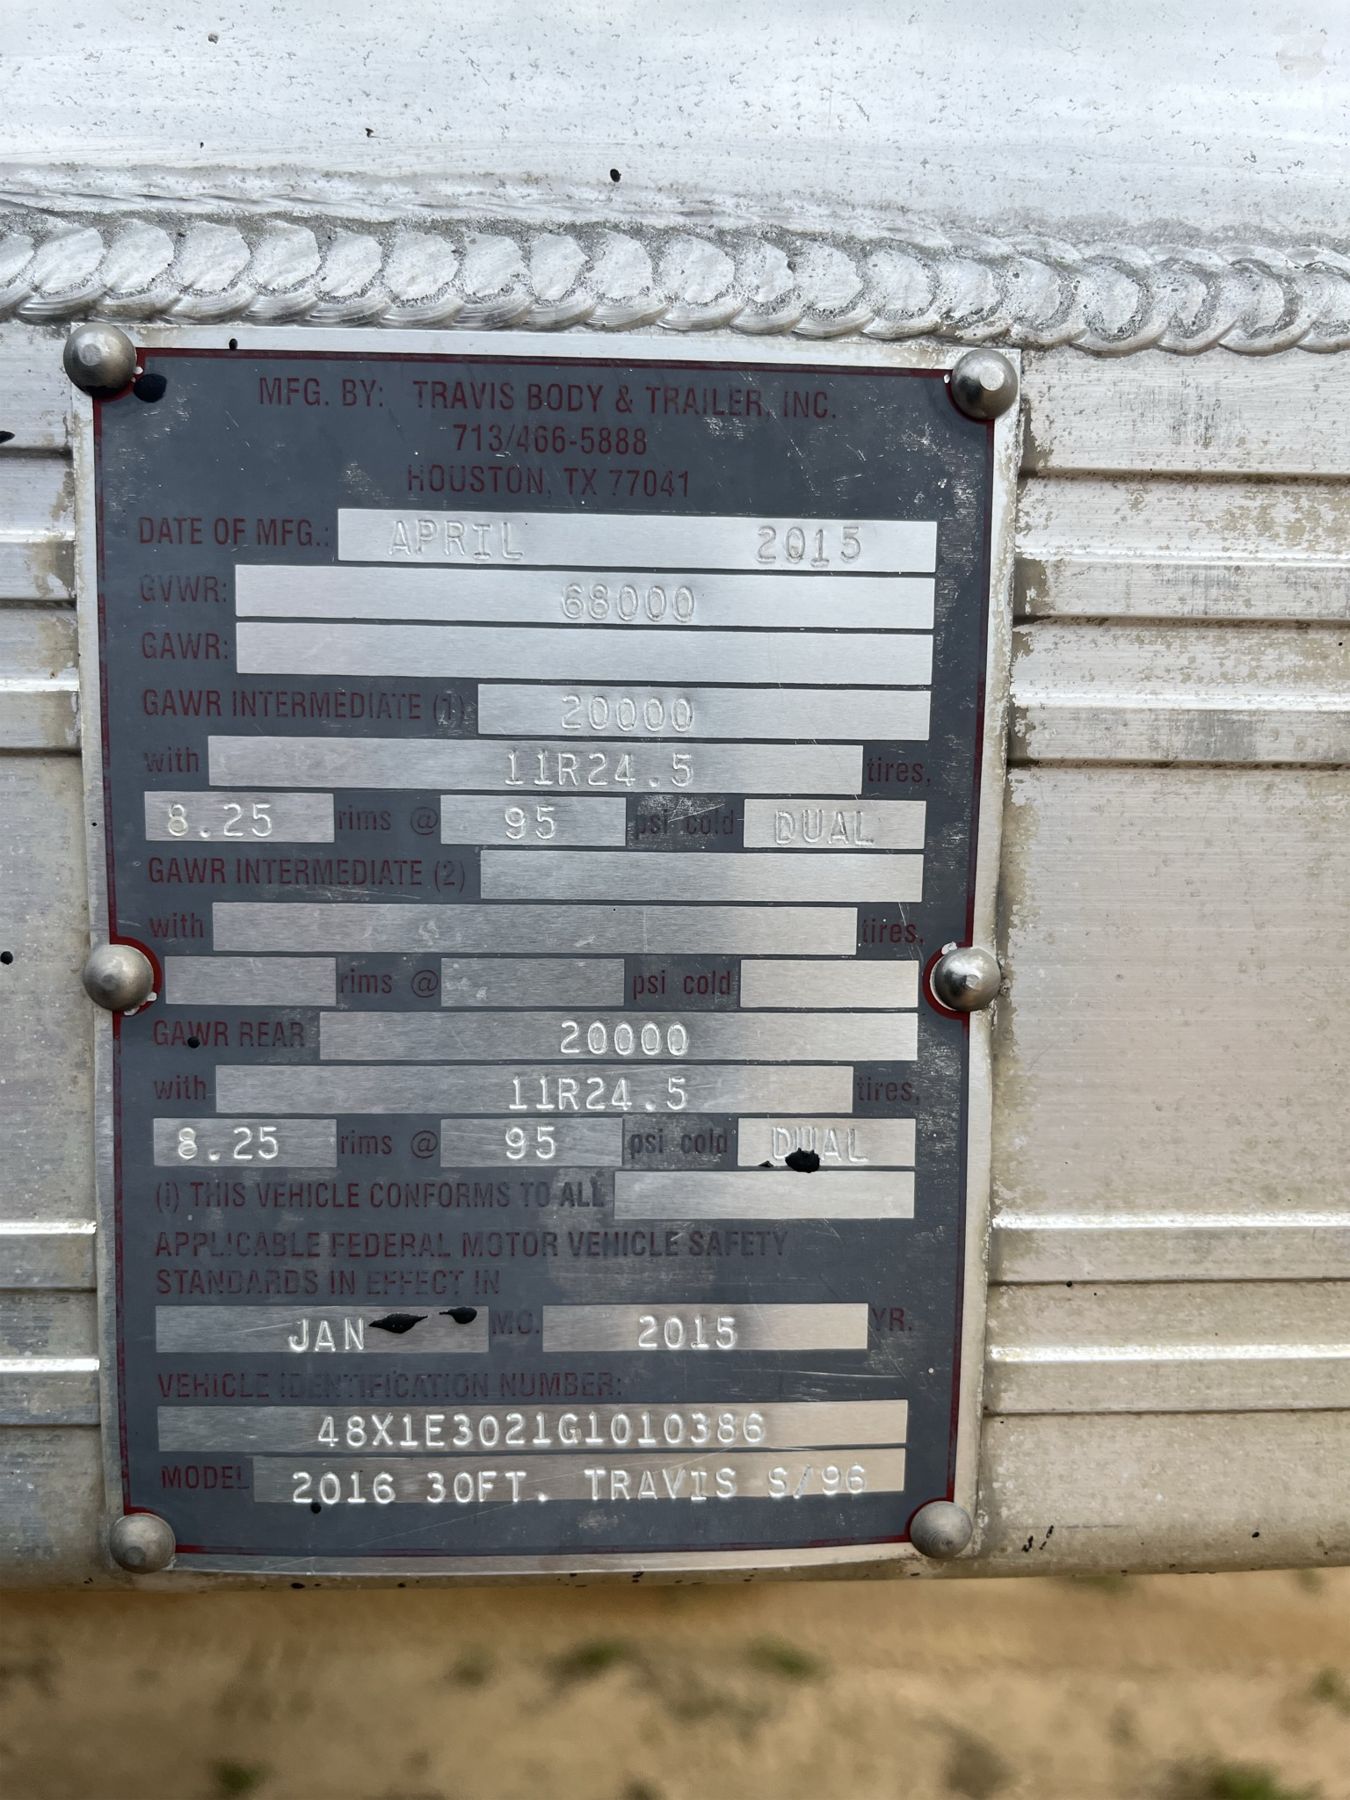 MFG. BY: TRAVIS BODY & TRAILER, INC.
713/466-5888
HOUSTON, TX 77041
DATE OF MFG.: APRIL 2015
GVWR: 68000
GAWR:
GAWR INTERMEDIATE (1) 20000
with 11R24.5 tires,
8.25 rims @ 95 psi cold DUAL
GAWR INTERMEDIATE (2)
with tires,
rims @ psi cold
GAWR REAR 20000
with 11R24.5 tires,
8.25 rims @ 95 psi cold DUAL
(i) THIS VEHICLE CONFORMS TO ALL
APPLICABLE FEDERAL MOTOR VEHICLE SAFETY
STANDARDS IN EFFECT IN
JAN MO. 2015 YR.
VEHICLE IDENTIFICATION NUMBER:
48X1E3021G1010386
MODEL 2016 30FT. TRAVIS S/96